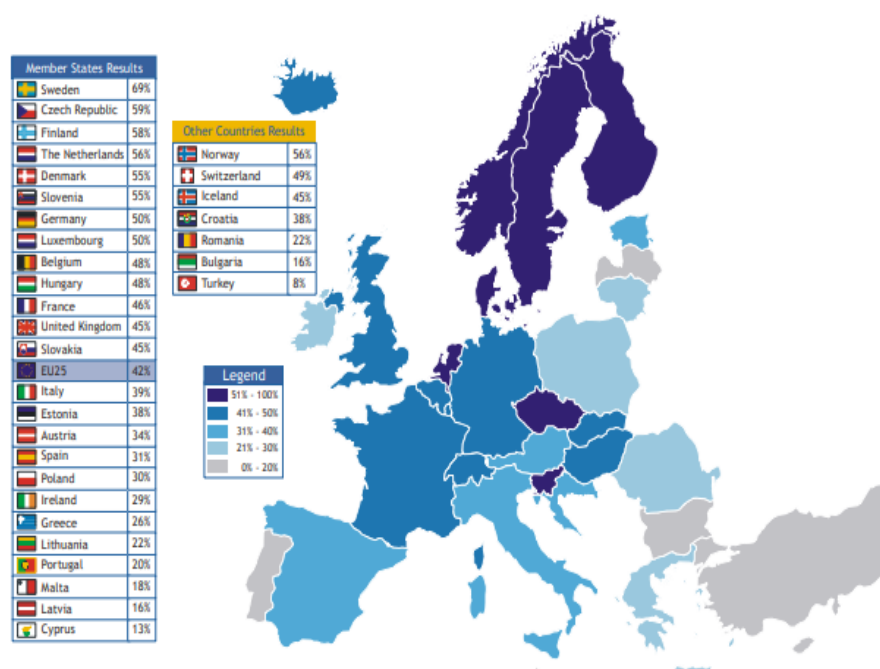 Member States Results
Sweden 69%
Czech Republic 59%
Finland 58%
The Netherlands 56%
Denmark 55%
Slovenia 55%
Germany 50%
Luxembourg 50%
Belgium 48%
Hungary 48%
France 46%
United Kingdom 45%
Slovakia 45%
EU25 42%
Italy 39%
Estonia 38%
Austria 34%
Spain 31%
Poland 30%
Ireland 29%
Greece 26%
Lithuania 22%
Portugal 20%
Malta 18%
Latvia 16%
Cyprus 13%
Other Countries Results
Norway 56%
Switzerland 49%
Iceland 45%
Croatia 38%
Romania 22%
Bulgaria 16%
Turkey 8%
Legend
51% - 100%
41% - 50%
31% - 40%
21% - 30%
0% - 20%